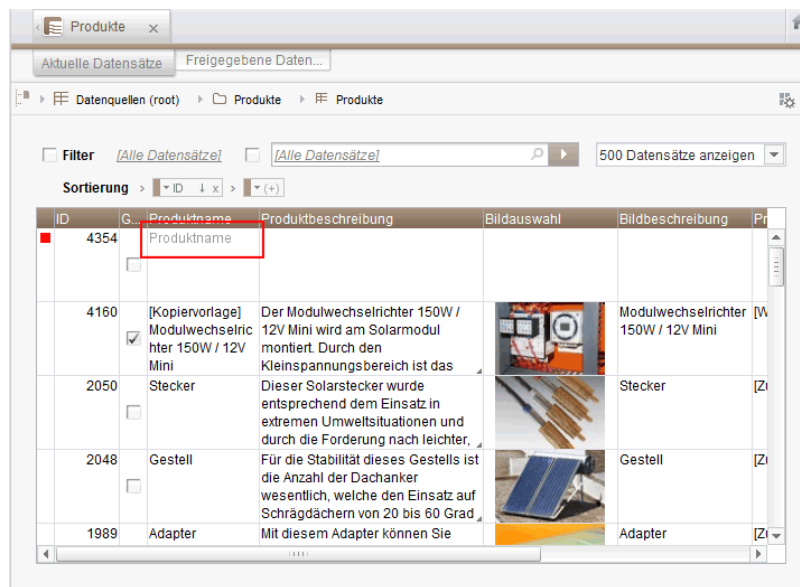 Produkte x
Aktuelle Datensätze Freigegebene Daten...
Datenquellen (root) Produkte Produkte
Filter [Alle Datensätze] [Alle Datensätze] 500 Datensätze anzeigen
Sortierung > ID ↓ x > (+)
ID G... Produktname Produktbeschreibung Bildauswahl Bildbeschreibung Pr
4354 Produktname
4160 [Kopiervorlage] Der Modulwechselrichter 150W / Modulwechselrichter [W
Modulwechselric 12V Mini wird am Solarmodul 150W / 12V Mini
hter 150W / 12V montiert. Durch den
Mini Kleinspannungsbereich ist das
2050 Stecker Dieser Solarstecker wurde Stecker [Zu
entsprechend dem Einsatz in
extremen Umweltsituationen und
durch die Forderung nach leichter,
2048 Gestell Für die Stabilität dieses Gestells ist Gestell [Zu
die Anzahl der Dachanker
wesentlich, welche den Einsatz auf
Schrägdächern von 20 bis 60 Grad
1989 Adapter Mit diesem Adapter können Sie Adapter [Zu